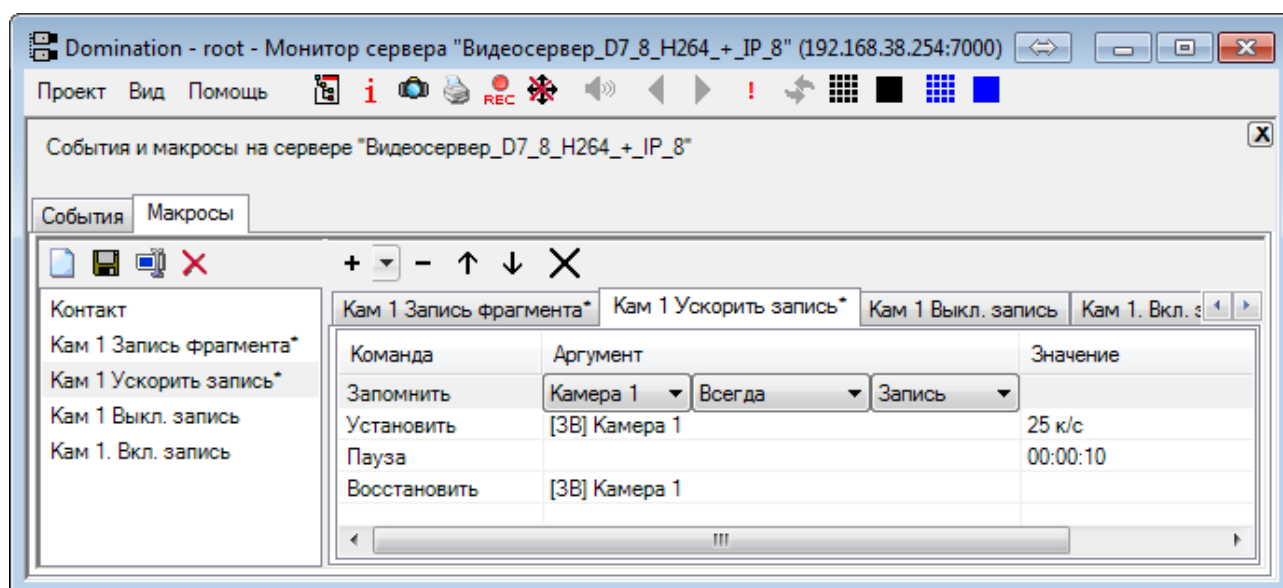 Domination - root - Монитор сервера "Видеосервер_D7_8_H264_+_IP_8" (192.168.38.254:7000)
Проект Вид Помощь i REC !
События и макросы на сервере "Видеосервер_D7_8_H264_+_IP_8"
События Макросы
Контакт
Кам 1 Запись фрагмента*
Кам 1 Ускорить запись*
Кам 1 Выкл. запись
Кам 1. Вкл. запись
Кам 1 Запись фрагмента* Кам 1 Ускорить запись* Кам 1 Выкл. запись Кам 1. Вкл. з
Команда Аргумент Значение
Запомнить Камера 1 Всегда Запись
Установить [ЗВ] Камера 1 25 к/с
Пауза 00:00:10
Восстановить [ЗВ] Камера 1